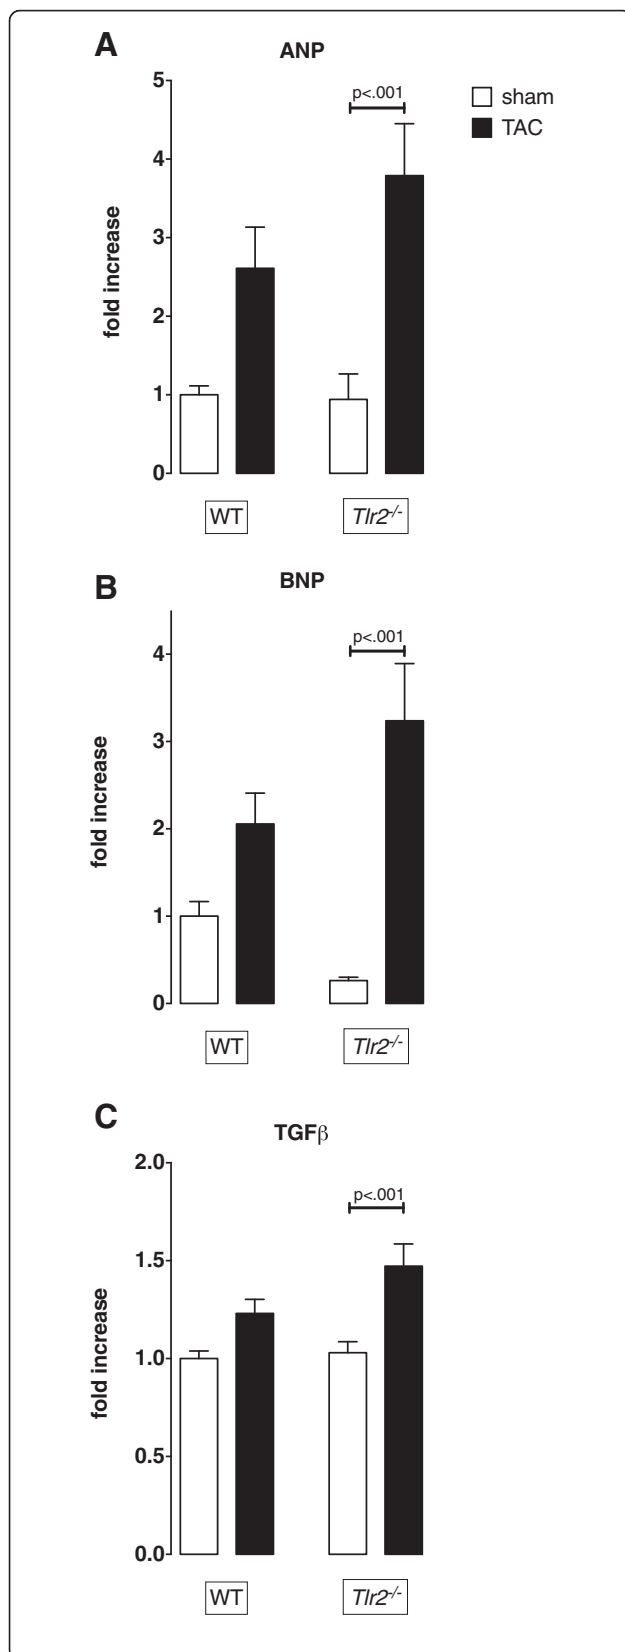 A
ANP
5
4
3
2
1
0
fold increase
p<.001
sham
TAC
WT
Tlr2-/-
B
BNP
4
3
2
1
0
fold increase
p<.001
WT
Tlr2-/-
C
TGFβ
2.0
1.5
1.0
0.5
0.0
fold increase
p<.001
WT
Tlr2-/-